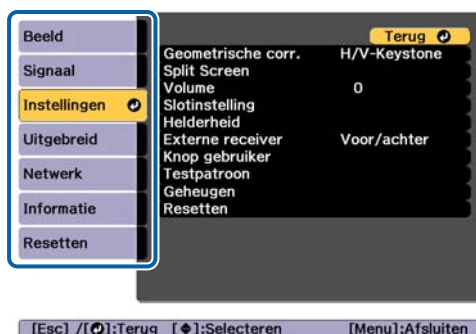 Beeld
Signaal
Instellingen
Uitgebreid
Netwerk
Informatie
Resetten
Terug
Geometrische corr. H/V-Keystone
Split Screen
Volume 0
Slotinstelling
Helderheid
Externe receiver Voor/achter
Knop gebruiker
Testpatroon
Geheugen
Resetten
[Esc] /[⏎]:Terug [◆]:Selecteren [Menu]:Afsluiten